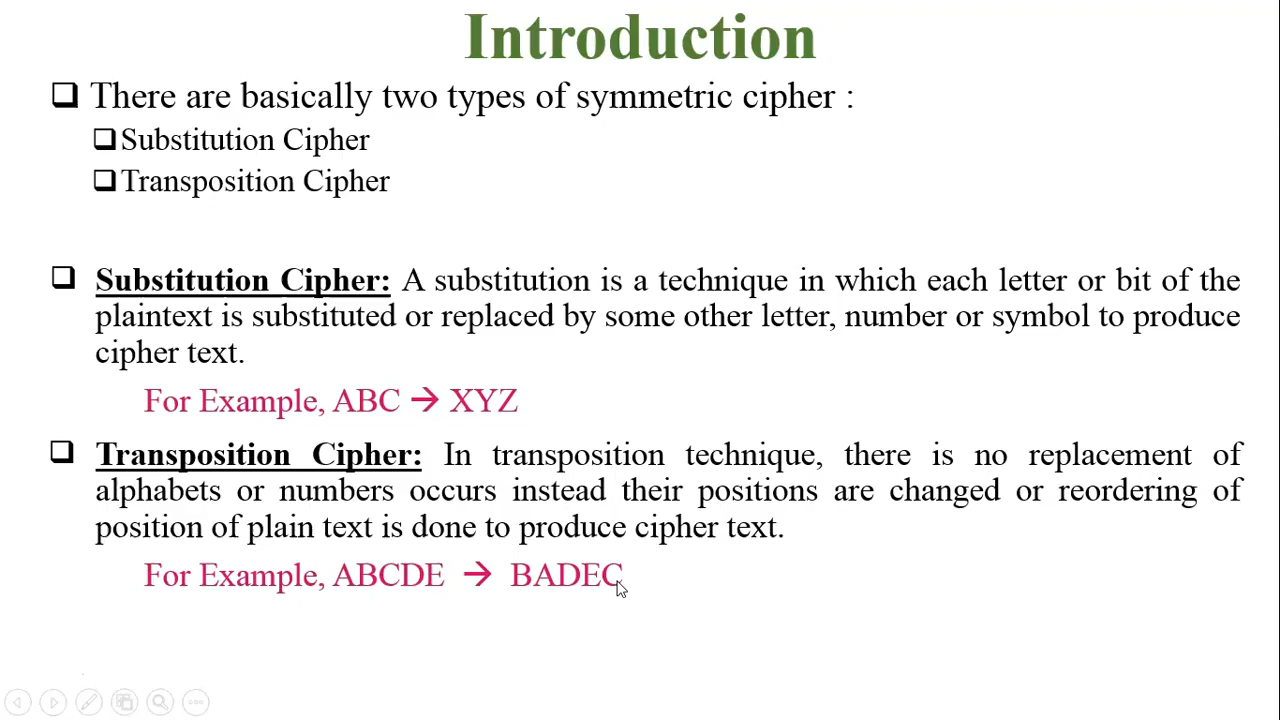 Introduction
There are basically two types of symmetric cipher :
Substitution Cipher
Transposition Cipher
Substitution Cipher: A substitution is a technique in which each letter or bit of the
plaintext is substituted or replaced by some other letter, number or symbol to produce
cipher text.
For Example, ABC → XYZ
Transposition Cipher: In transposition technique, there is no replacement of
alphabets or numbers occurs instead their positions are changed or reordering of
position of plain text is done to produce cipher text.
For Example, ABCDE → BADEC